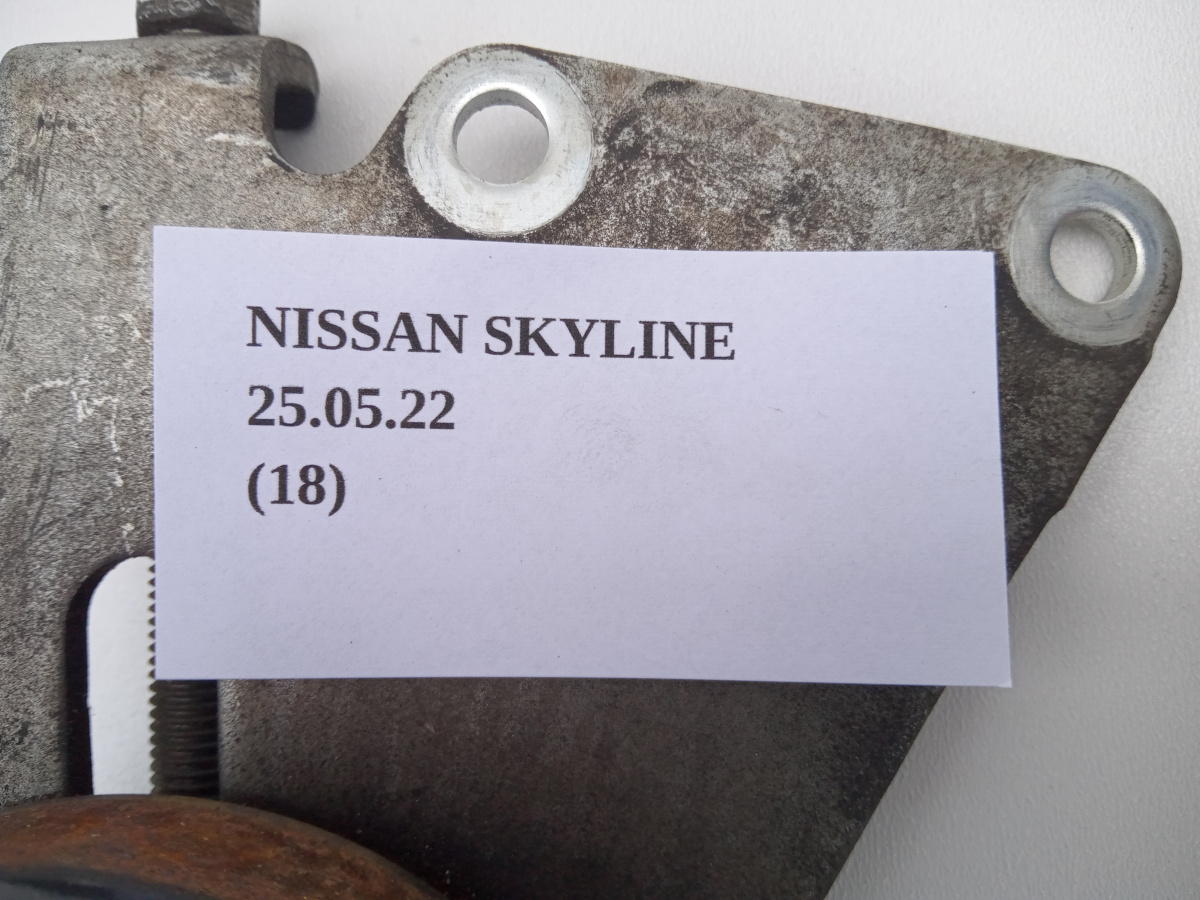 NISSAN SKYLINE
25.05.22
(18)